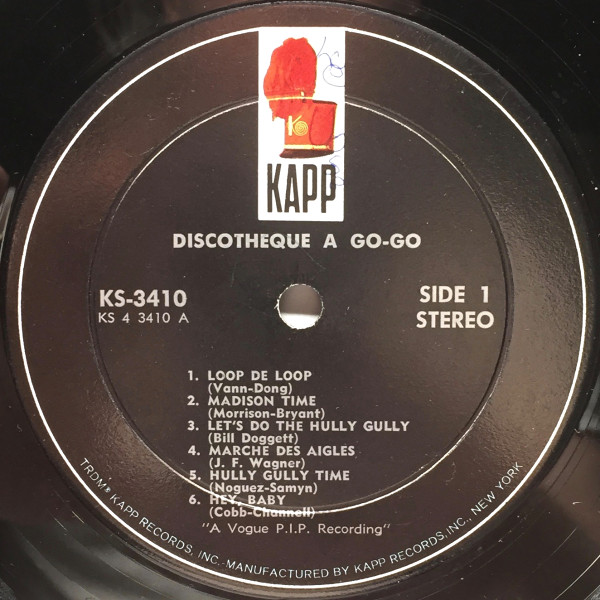 K
KAPP
DISCOTHEQUE A GO-GO
KS-3410
KS 4 3410 A
SIDE 1
STEREO
1. LOOP DE LOOP
(Vann-Dong)
2. MADISON TIME
(Morrison-Bryant)
3. LET'S DO THE HULLY GULLY
(Bill Doggett)
4. MARCHE DES AIGLES
(J. F. Wagner)
5. HULLY GULLY TIME
(Noguez-Samyn)
6. HEY, BABY
(Cobb-Channell)
"A Vogue P.I.P. Recording"
TRDM® KAPP RECORDS, INC.-MANUFACTURED BY KAPP RECORDS, INC., NEW YORK